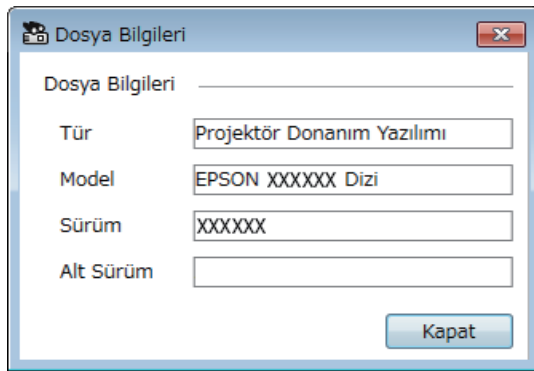 Dosya Bilgileri
Dosya Bilgileri
Tür Projektör Donanım Yazılımı
Model EPSON XXXXXX Dizi
Sürüm XXXXXX
Alt Sürüm
Kapat